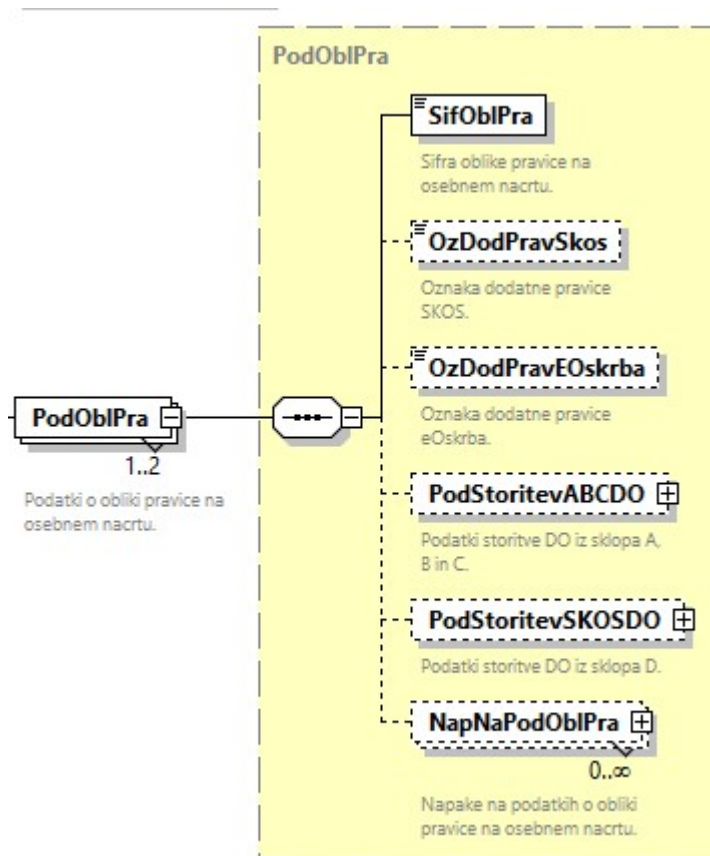 PodOblPra
SifOblPra
Sifra oblike pravice na
osebnem nacrtu.
OzDodPravSkos
Oznaka dodatne pravice
SKOS.
OzDodPravEOskrba
Oznaka dodatne pravice
eOskrba.
PodOblPra
1..2
Podatki o obliki pravice na
osebnem nacrtu.
PodStoritevABCDO
Podatki storitve DO iz sklopa A,
B in C.
PodStoritevSKOSDO
Podatki storitve DO iz sklopa D.
NapNaPodOblPra
0..∞
Napake na podatkih o obliki
pravice na osebnem nacrtu.